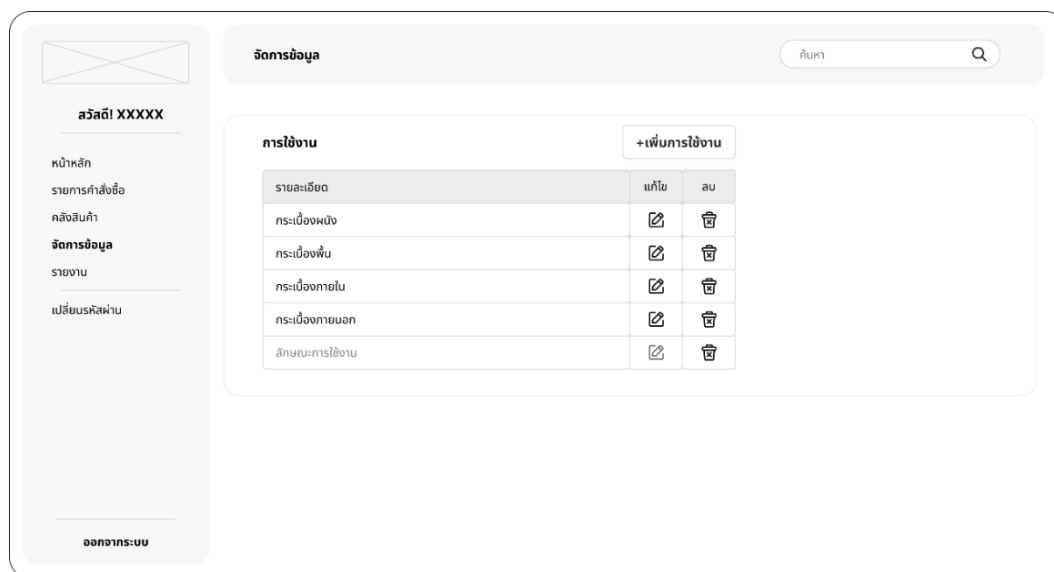 สวัสดี! XXXXX
หน้าหลัก
รายการคำสั่งซื้อ
คลังสินค้า
จัดการข้อมูล
รายงาน
เปลี่ยนรหัสผ่าน
ออกจากระบบ
จัดการข้อมูล
ค้นหา
การใช้งาน
+เพิ่มการใช้งาน
รายละเอียด แก้ไข ลบ
กระเบื้องผนัง
กระเบื้องพื้น
กระเบื้องภายใน
กระเบื้องภายนอก
ลักษณะการใช้งาน